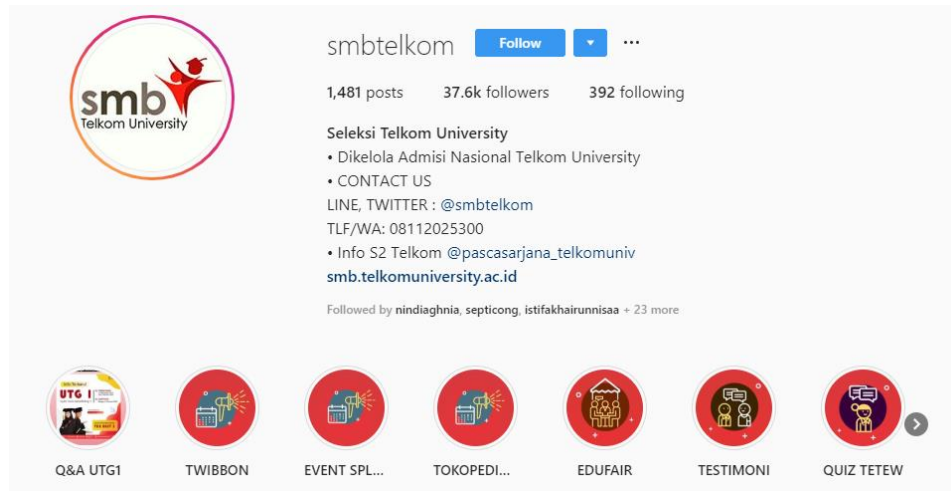 smb
Telkom University
smbtelkom Follow
1,481 posts 37.6k followers 392 following
Seleksi Telkom University
• Dikelola Admisi Nasional Telkom University
• CONTACT US
LINE, TWITTER : @smbtelkom
TLF/WA: 08112025300
• Info S2 Telkom @pascasarjana_telkomuniv
smb.telkomuniversity.ac.id
Followed by nindiaghnia, septicong, istifakhairunnisaa + 23 more
UTG I
Q&A UTG1 TWIBBON EVENT SPL... TOKOPEDI... EDUFAIR TESTIMONI QUIZ TETEW